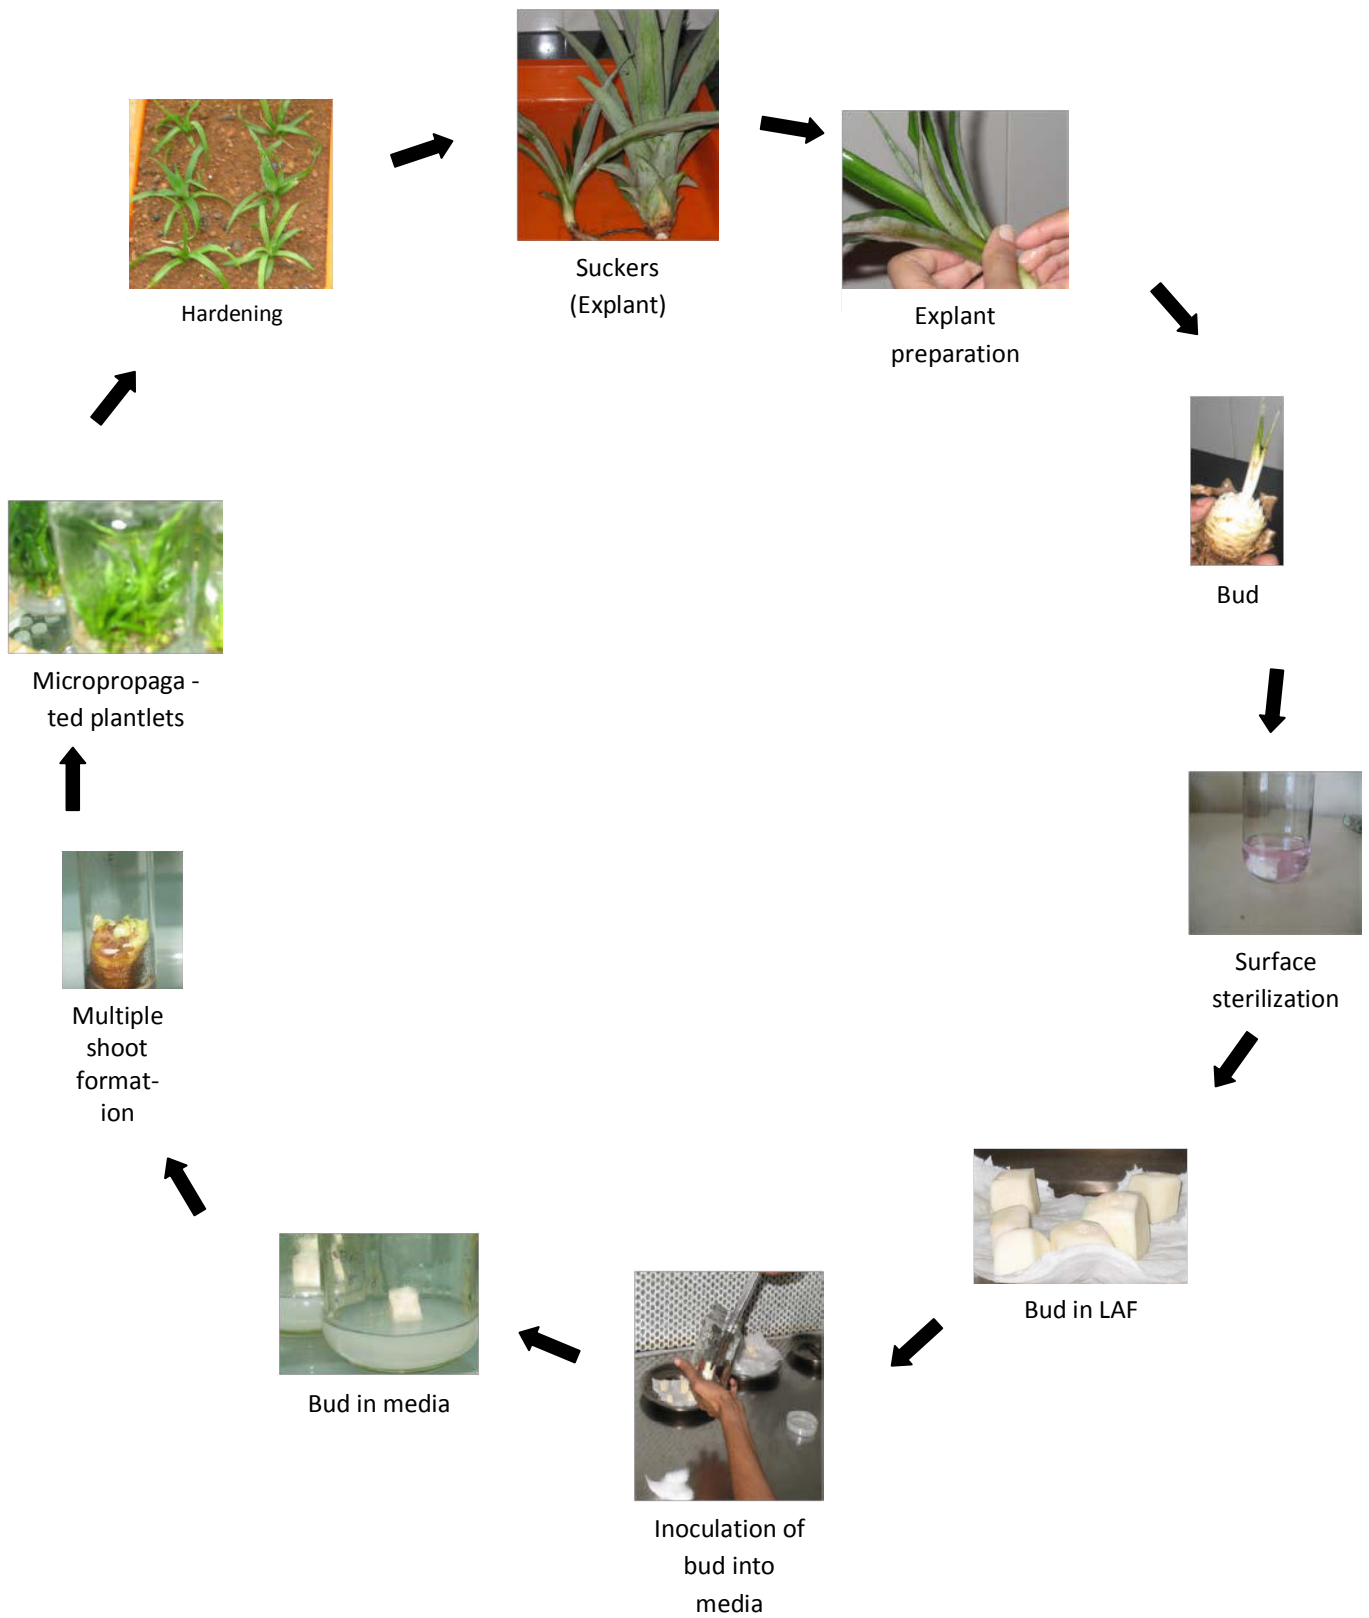 Suckers
(Explant)
Explant
preparation
Bud
Surface
sterilization
Bud in LAF
Inoculation of
bud into
media
Bud in media
Multiple
shoot
format-
ion
Micropropaga -
ted plantlets
Hardening